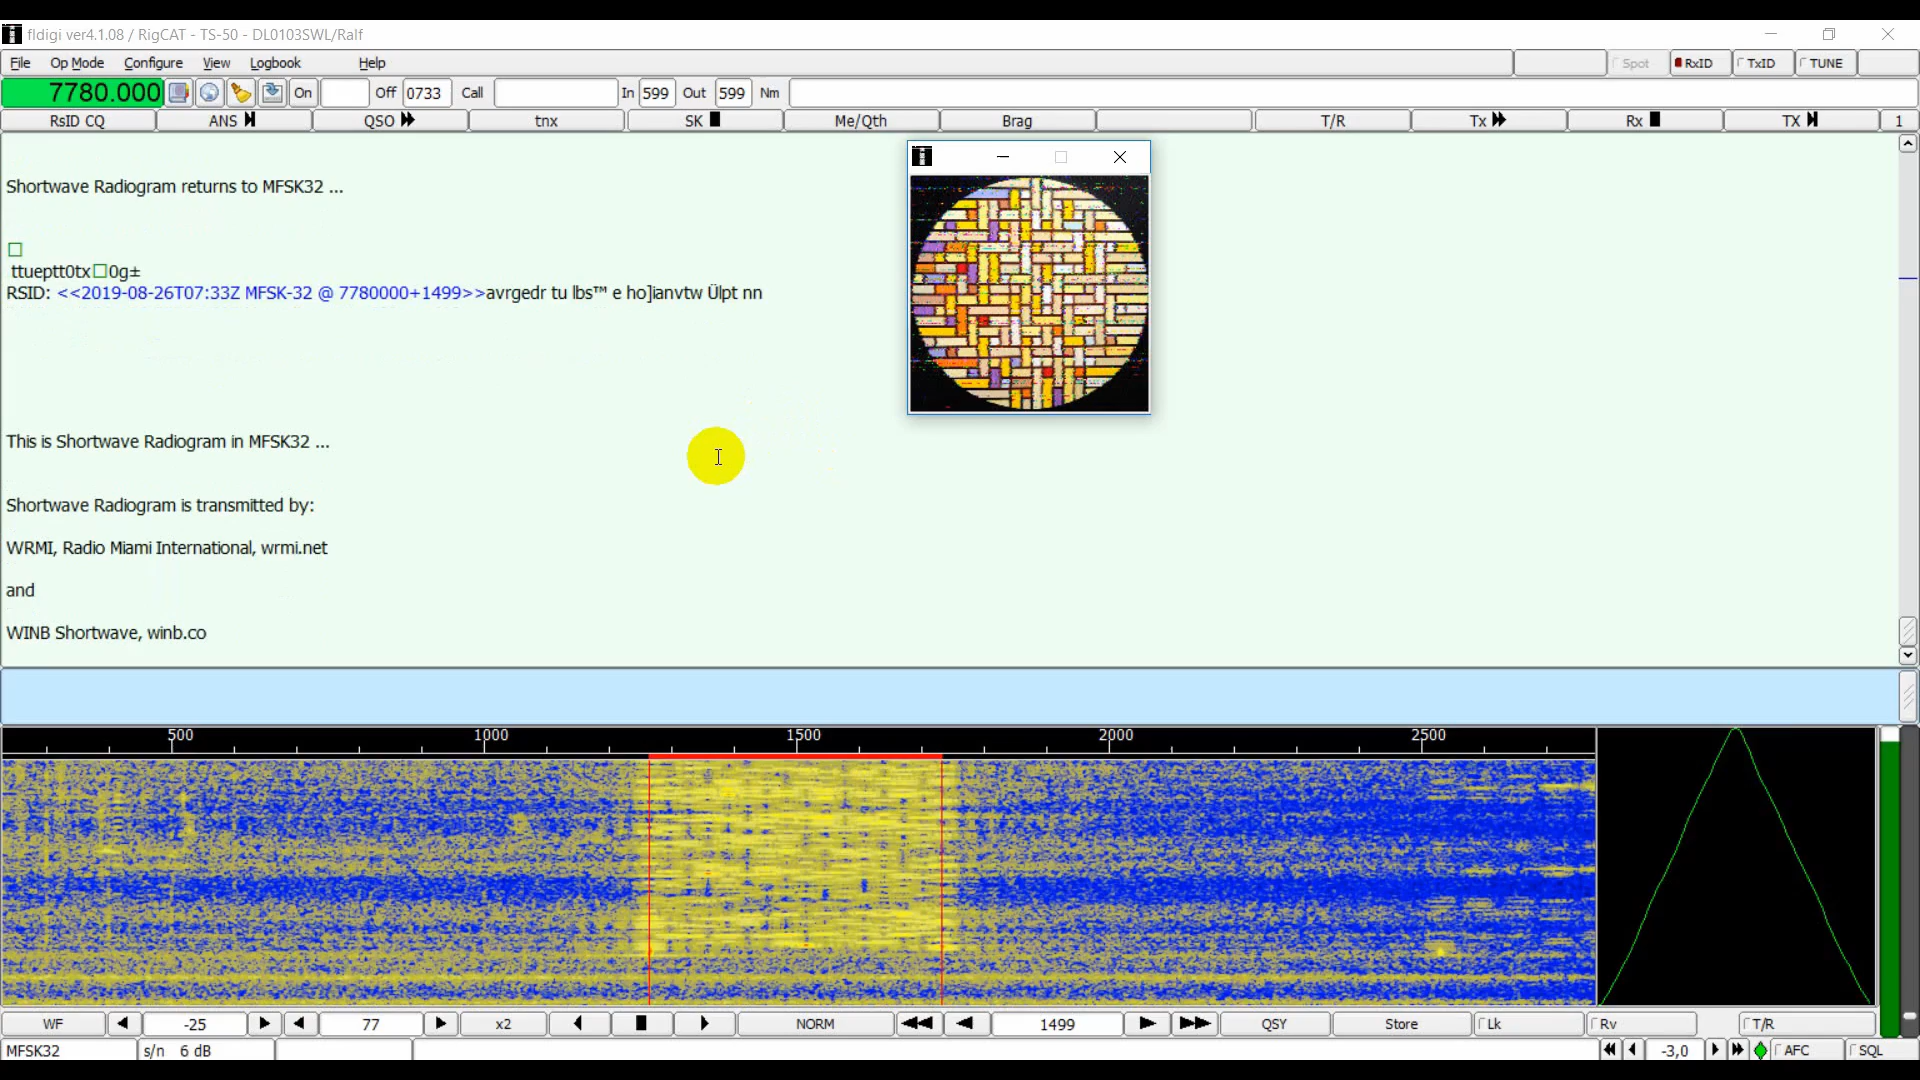 fldigi ver4.1.08 / RigCAT - TS-50 - DL0103SWL/Ralf
File Op Mode Configure View Logbook Help Spot RxID TxID TUNE
7780.000 On Off 0733 Call In 599 Out 599 Nm
RsID CQ ANS QSO tnx SK Me/Qth Brag T/R Tx Rx TX 1
Shortwave Radiogram returns to MFSK32 ...
ttueptt0tx□0g±
RSID: <<2019-08-26T07:33Z MFSK-32 @ 7780000+1499>>avrgedr tu lbs™ e ho]ianvtw Ülpt nn
This is Shortwave Radiogram in MFSK32 ...
Shortwave Radiogram is transmitted by:
WRMI, Radio Miami International, wrmi.net
and
WINB Shortwave, winb.co
500 1000 1500 2000 2500
WF -25 77 x2 NORM 1499 QSY Store Lk Rv T/R
MFSK32 s/n 6 dB -3,0 AFC SQL